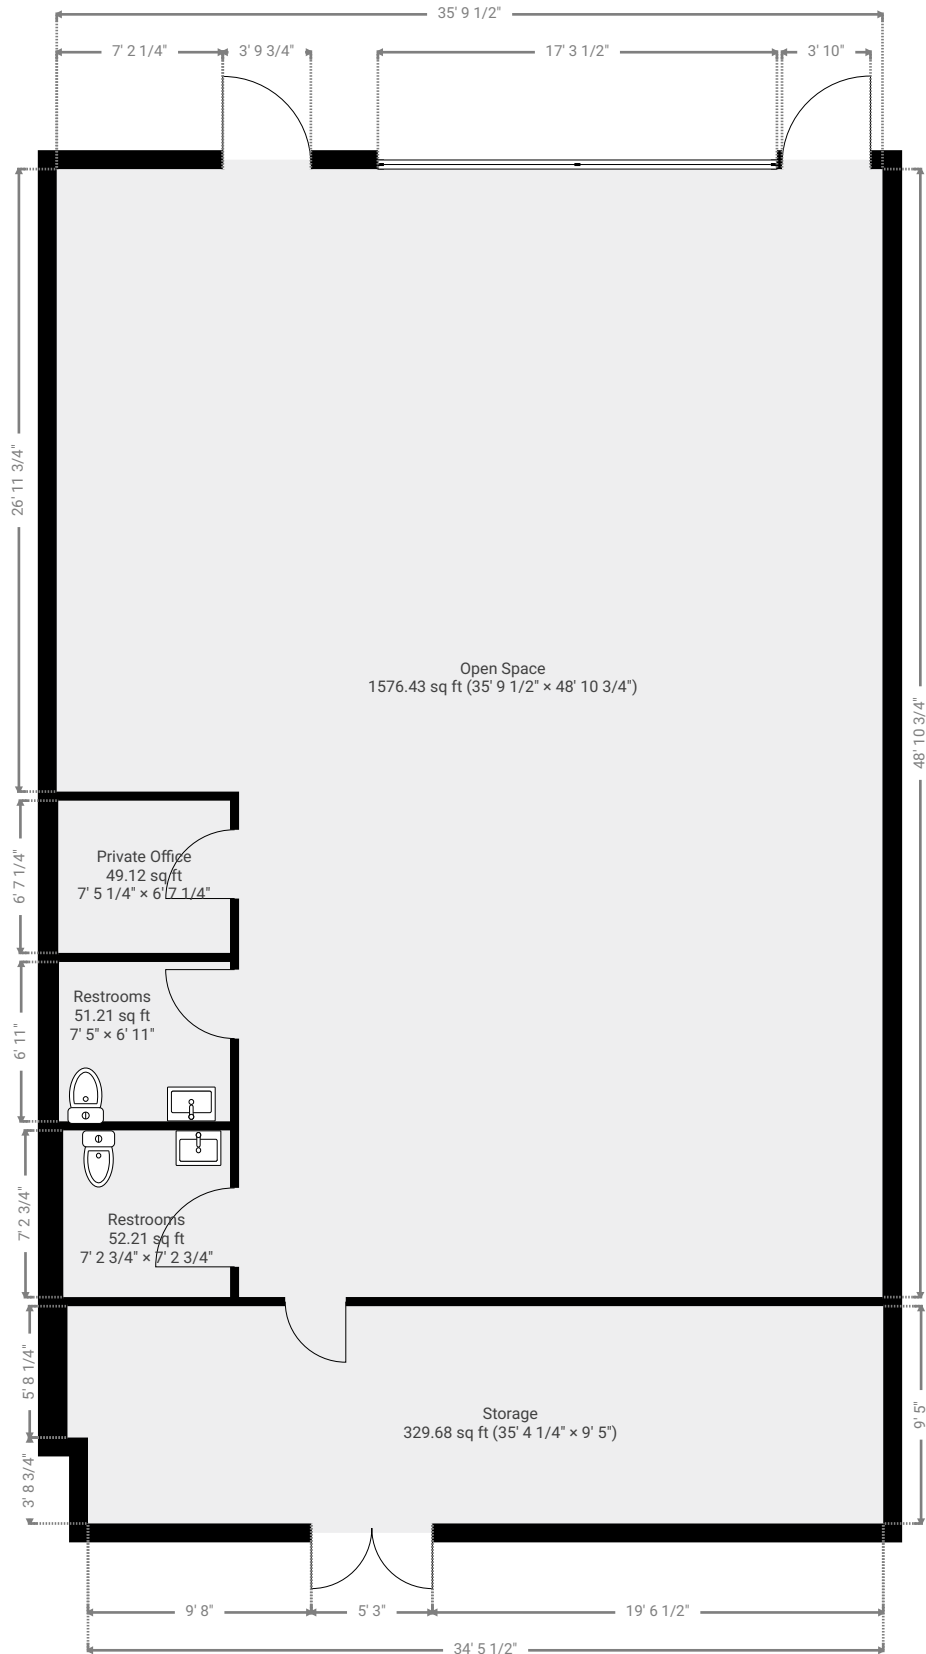 35' 9 1/2"
7' 2 1/4"
3' 9 3/4"
17' 3 1/2"
3' 10"
26' 11 3/4"
Open Space
1576.43 sq ft (35' 9 1/2" × 48' 10 3/4")
48' 10 3/4"
Private Office
49.12 sq ft
7' 5 1/4" × 6' 7 1/4"
6' 7 1/4"
Restrooms
51.21 sq ft
7' 5" × 6' 11"
6' 11"
Restrooms
52.21 sq ft
7' 2 3/4" × 7' 2 3/4"
7' 2 3/4"
5' 8 1/4"
Storage
329.68 sq ft (35' 4 1/4" × 9' 5")
9' 5"
3' 8 3/4"
9' 8"
5' 3"
19' 6 1/2"
34' 5 1/2"